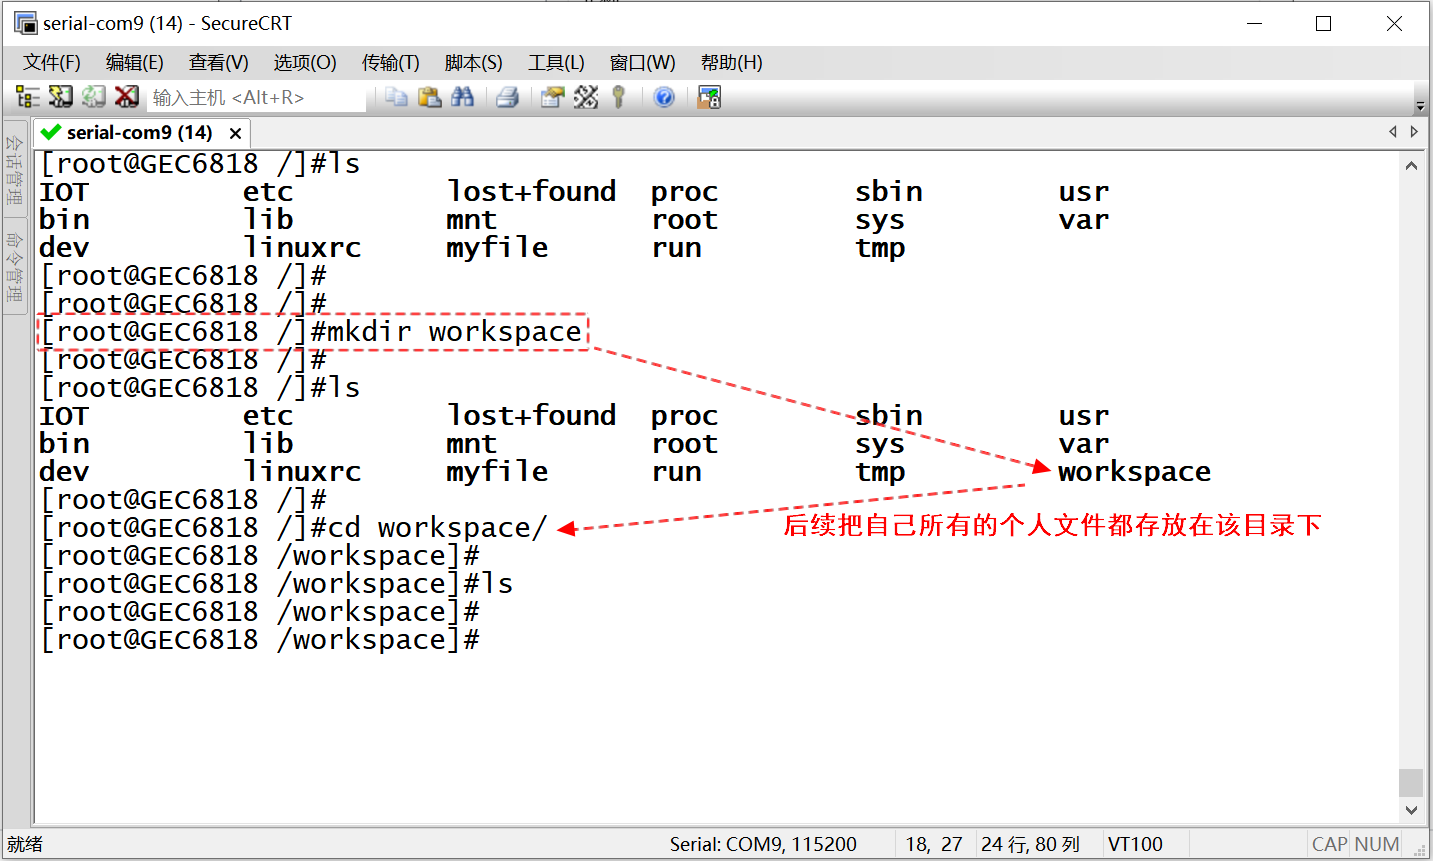 serial-com9 (14) - SecureCRT
文件(F) 编辑(E) 查看(V) 选项(O) 传输(T) 脚本(S) 工具(L) 窗口(W) 帮助(H)
输入主机 <Alt+R>
serial-com9 (14)
会话管理
命令管理
[root@GEC6818 /]#ls
IOT etc lost+found proc sbin usr
bin lib mnt root sys var
dev linuxrc myfile run tmp
[root@GEC6818 /]#
[root@GEC6818 /]#
[root@GEC6818 /]#mkdir workspace
[root@GEC6818 /]#
[root@GEC6818 /]#ls
IOT etc lost+found proc sbin usr
bin lib mnt root sys var
dev linuxrc myfile run tmp workspace
[root@GEC6818 /]#
[root@GEC6818 /]#cd workspace/
后续把自己所有的个人文件都存放在该目录下
[root@GEC6818 /workspace]#
[root@GEC6818 /workspace]#ls
[root@GEC6818 /workspace]#
[root@GEC6818 /workspace]#
就绪 Serial: COM9, 115200 18, 27 24 行, 80 列 VT100 CAP NUM